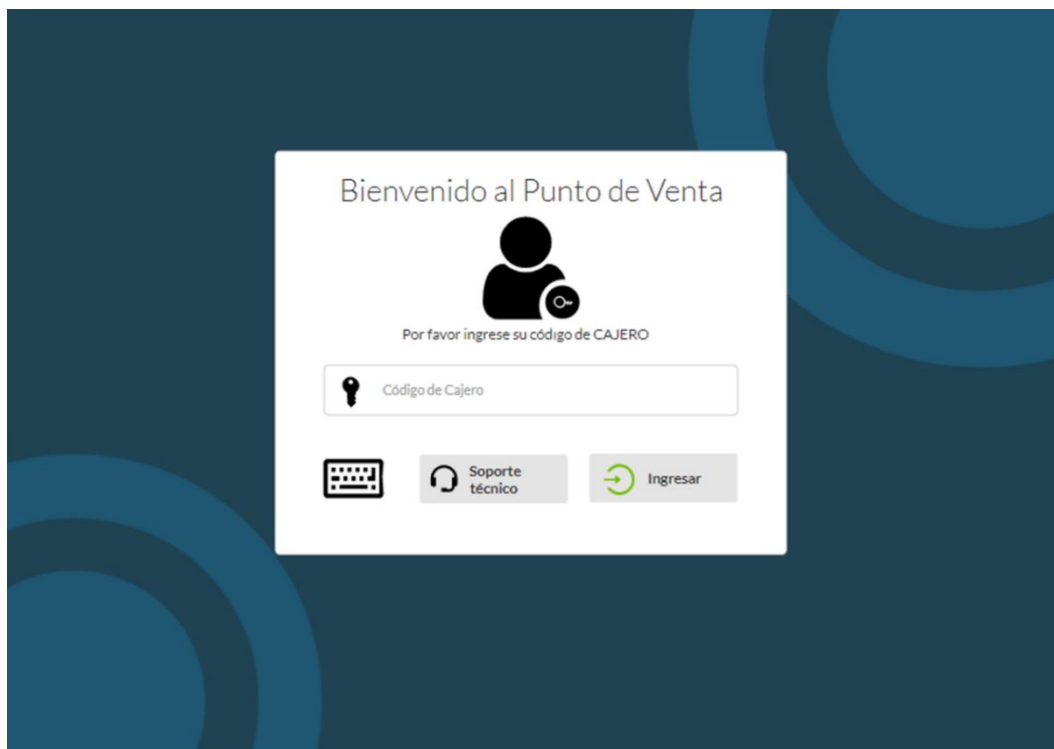 Bienvenido al Punto de Venta
Por favor ingrese su código de CAJERO
Código de Cajero
Soporte
técnico
Ingresar